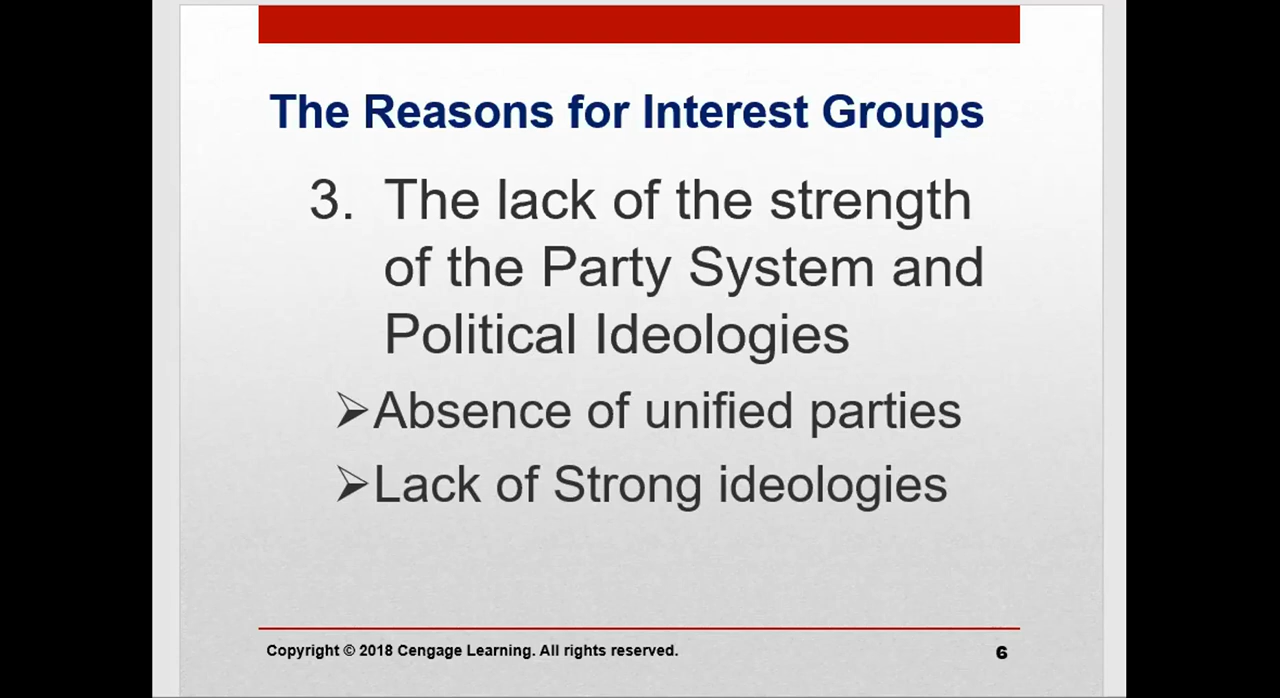 The Reasons for Interest Groups
3. The lack of the strength
of the Party System and
Political Ideologies
➢Absence of unified parties
➢Lack of Strong ideologies
Copyright © 2018 Cengage Learning. All rights reserved.
6